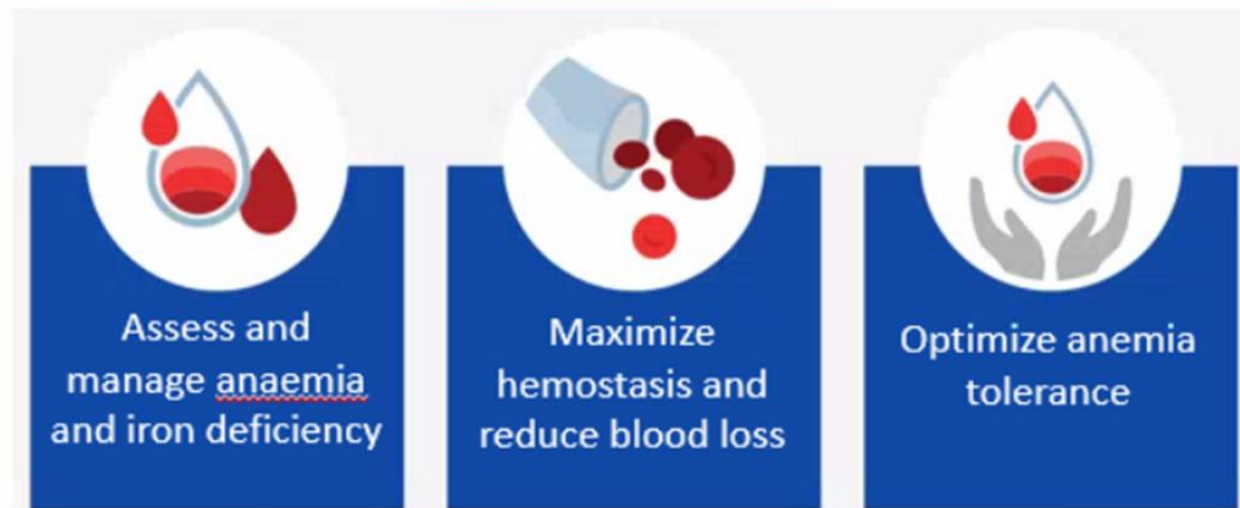 Assess and
manage anaemia
and iron deficiency
Maximize
hemostasis and
reduce blood loss
Optimize anemia
tolerance